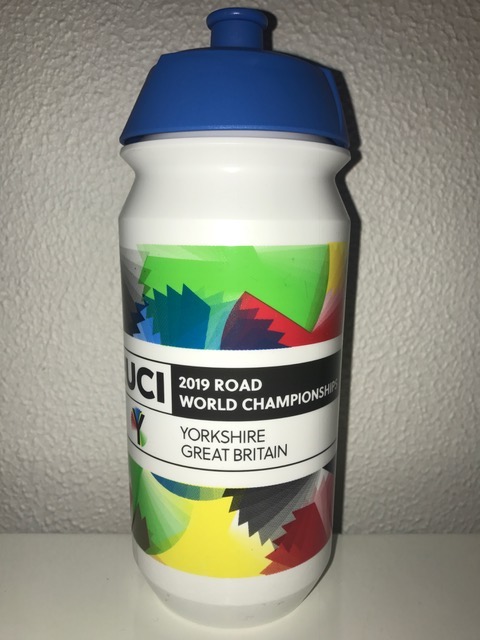 UCI
2019 ROAD
WORLD CHAMPIONSHIPS
YORKSHIRE
GREAT BRITAIN